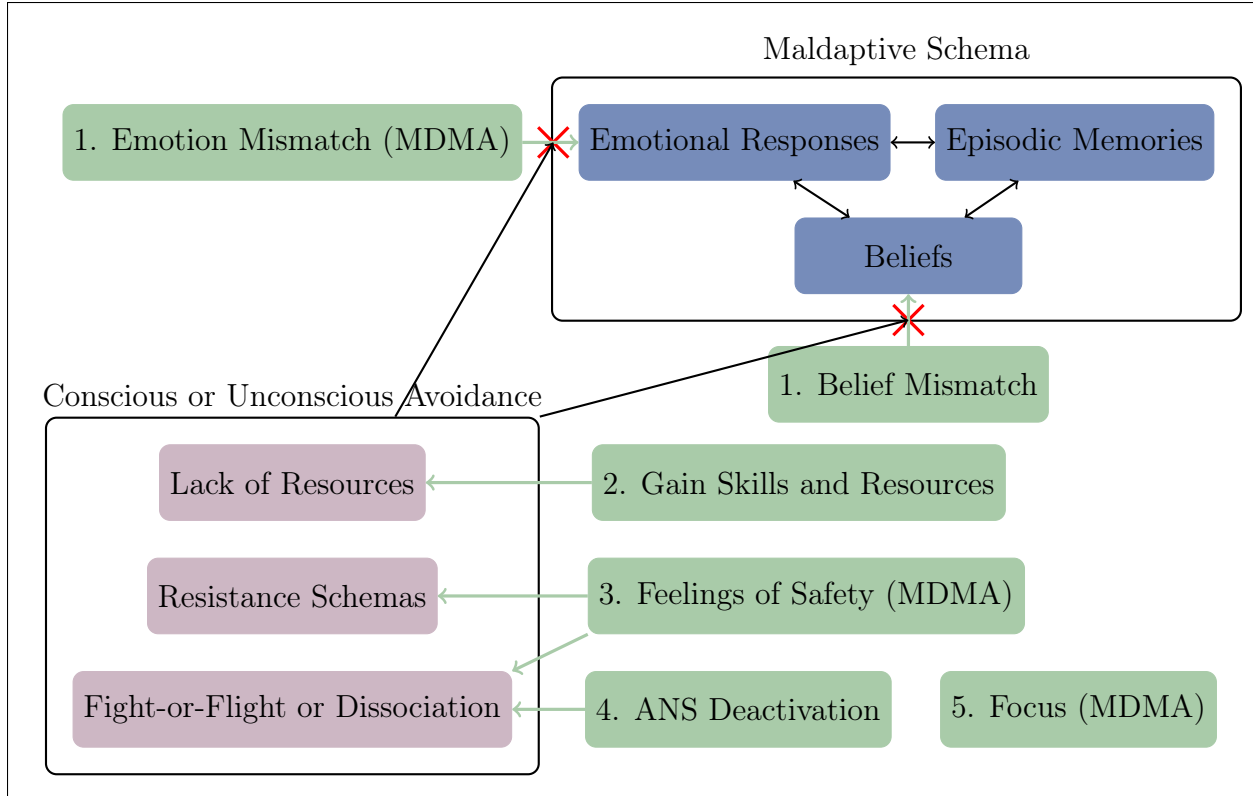 Maldaptive Schema
1. Emotion Mismatch (MDMA)
Emotional Responses
Episodic Memories
Beliefs
1. Belief Mismatch
Conscious or Unconscious Avoidance
Lack of Resources
2. Gain Skills and Resources
Resistance Schemas
3. Feelings of Safety (MDMA)
Fight-or-Flight or Dissociation
4. ANS Deactivation
5. Focus (MDMA)